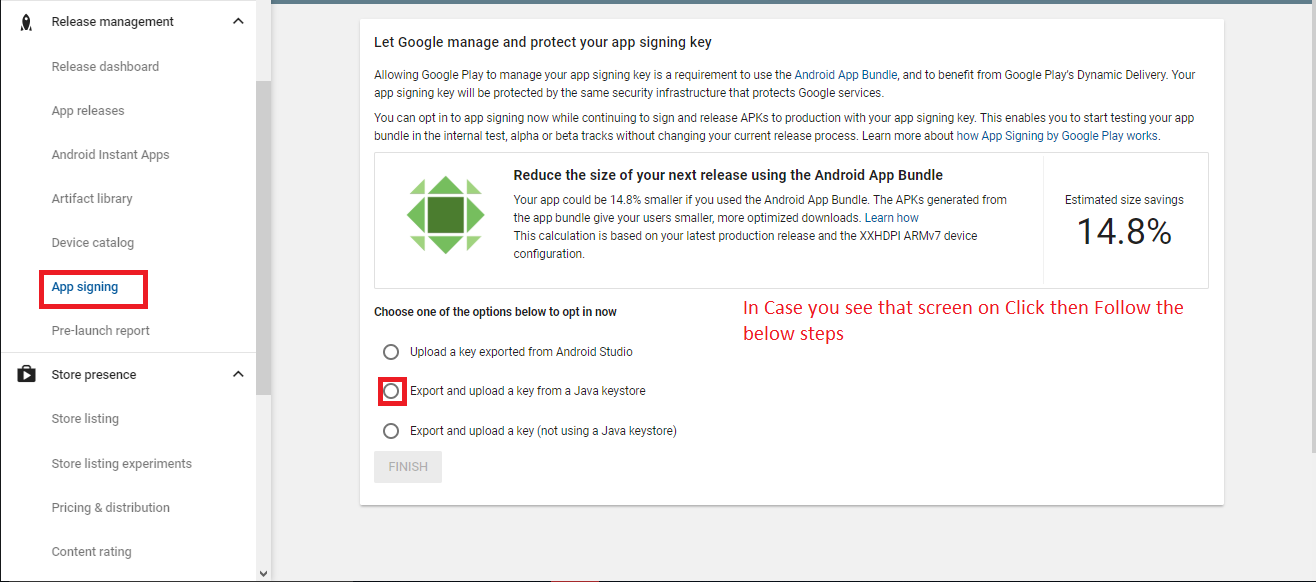 Release management
Release dashboard
App releases
Android Instant Apps
Artifact library
Device catalog
App signing
Pre-launch report
Store presence
Store listing
Store listing experiments
Pricing & distribution
Content rating
Let Google manage and protect your app signing key
Allowing Google Play to manage your app signing key is a requirement to use the Android App Bundle, and to benefit from Google Play's Dynamic Delivery. Your
app signing key will be protected by the same security infrastructure that protects Google services.
You can opt in to app signing now while continuing to sign and release APKs to production with your app signing key. This enables you to start testing your app
bundle in the internal test, alpha or beta tracks without changing your current release process. Learn more about how App Signing by Google Play works.
Reduce the size of your next release using the Android App Bundle
Your app could be 14.8% smaller if you used the Android App Bundle. The APKs generated from
the app bundle give your users smaller, more optimized downloads. Learn how
This calculation is based on your latest production release and the XXHDPI ARMv7 device
configuration.
Estimated size savings
14.8%
Choose one of the options below to opt in now
In Case you see that screen on Click then Follow the
below steps
Upload a key exported from Android Studio
Export and upload a key from a Java keystore
Export and upload a key (not using a Java keystore)
FINISH